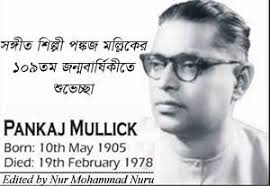 সঙ্গীত শিল্পী পঙ্কজ মল্লিকের
১০৯তম জন্মবার্ষিকীতে
শুভেচ্ছা
PANKAJ MULLICK
Born: 10th May 1905
Died: 19th February 1978
Edited by Nur Mohammad Nuru